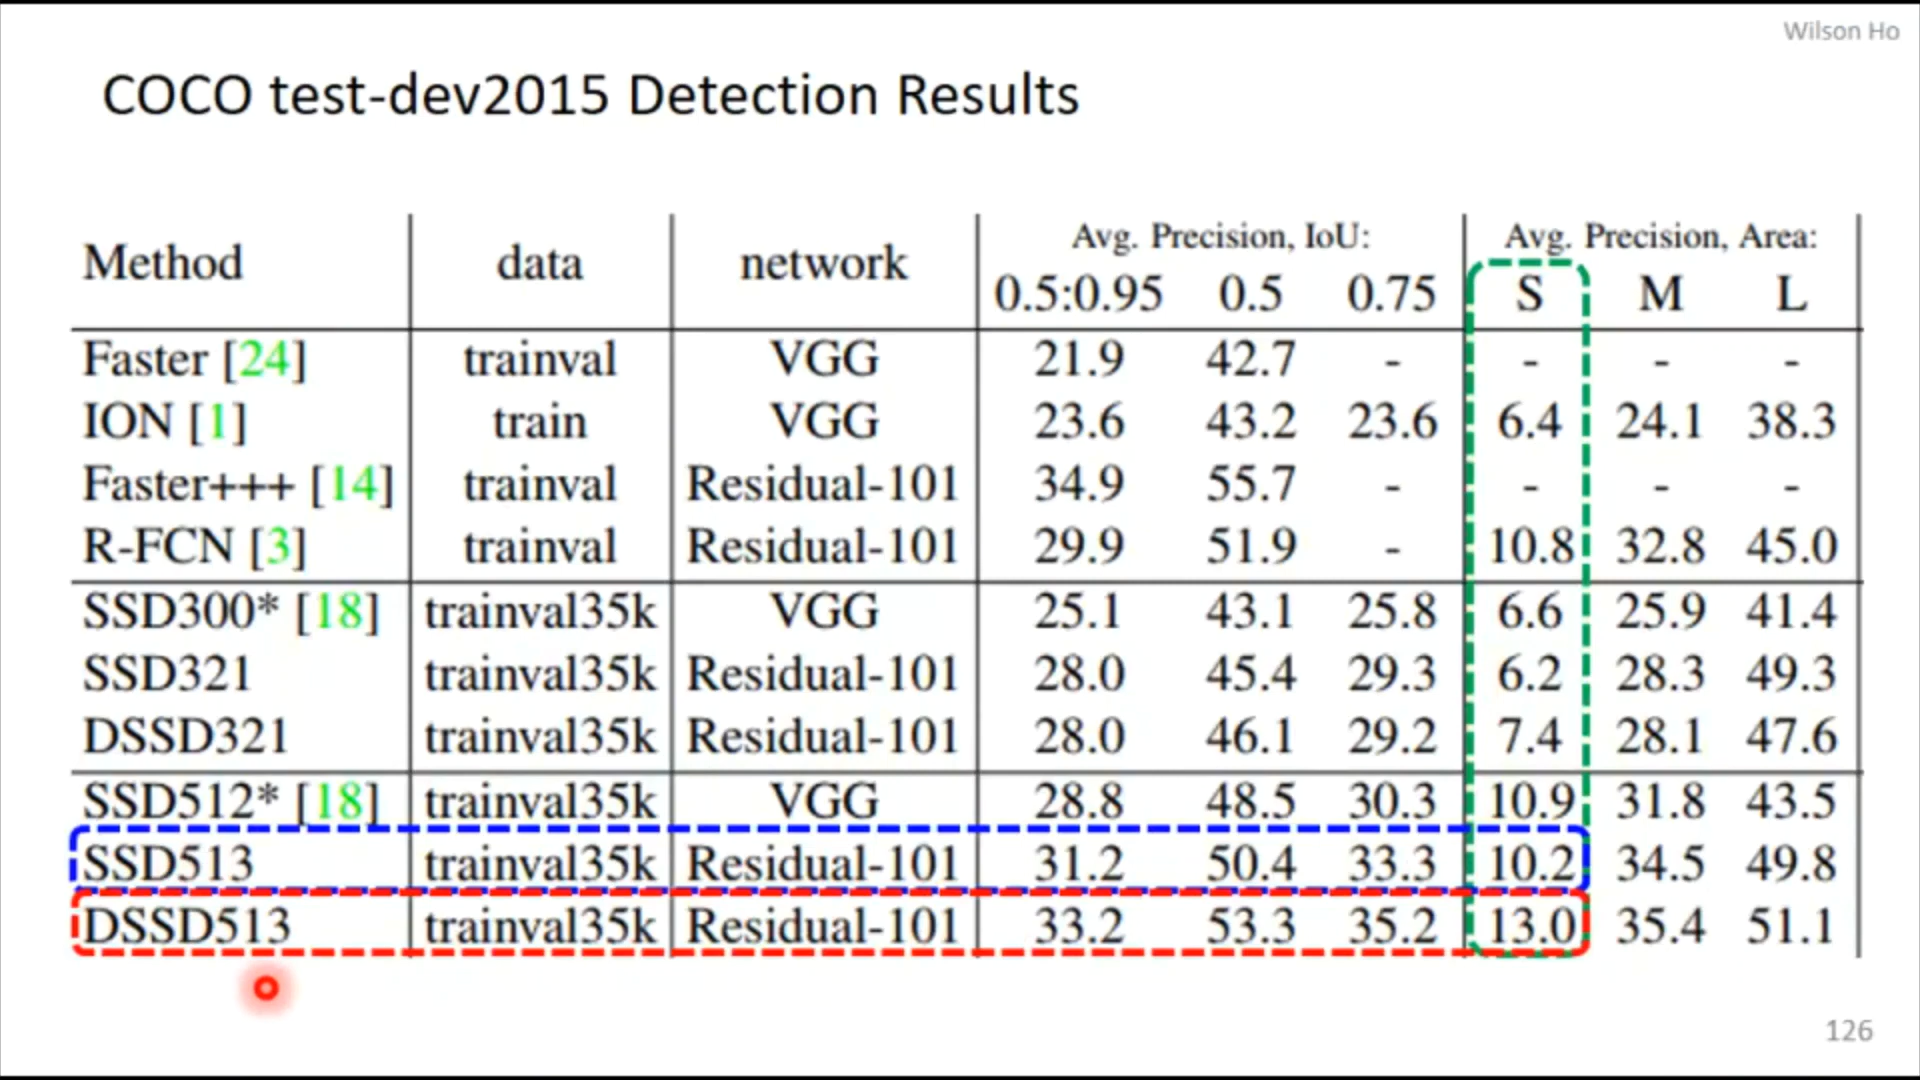 Wilson Ho
COCO test-dev2015 Detection Results
Method data network Avg. Precision, IoU: Avg. Precision, Area:
0.5:0.95 0.5 0.75 S M L
Faster [24] trainval VGG 21.9 42.7 - - - -
ION [1] train VGG 23.6 43.2 23.6 6.4 24.1 38.3
Faster+++ [14] trainval Residual-101 34.9 55.7 - - - -
R-FCN [3] trainval Residual-101 29.9 51.9 - 10.8 32.8 45.0
SSD300* [18] trainval35k VGG 25.1 43.1 25.8 6.6 25.9 41.4
SSD321 trainval35k Residual-101 28.0 45.4 29.3 6.2 28.3 49.3
DSSD321 trainval35k Residual-101 28.0 46.1 29.2 7.4 28.1 47.6
SSD512* [18] trainval35k VGG 28.8 48.5 30.3 10.9 31.8 43.5
SSD513 trainval35k Residual-101 31.2 50.4 33.3 10.2 34.5 49.8
DSSD513 trainval35k Residual-101 33.2 53.3 35.2 13.0 35.4 51.1
126